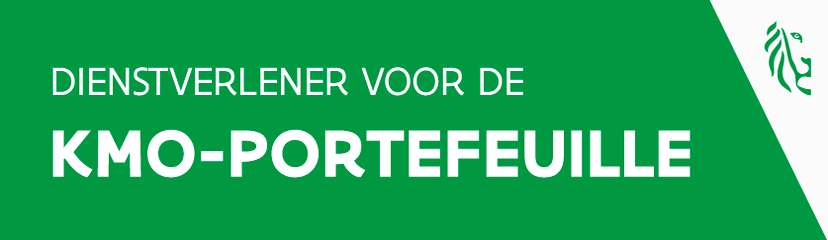 DIENSTVERLENER VOOR DE
KMO-PORTEFEUILLE